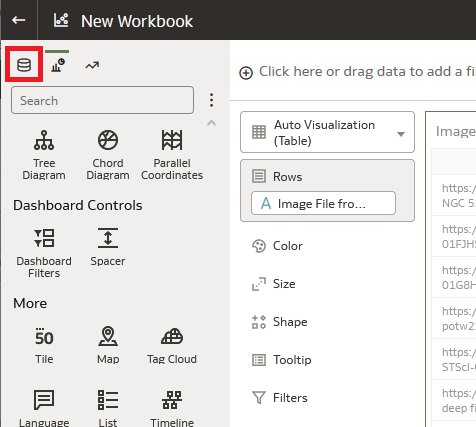 New Workbook
Click here or drag data to add a fi
Search
Auto Visualization
(Table)
Image
Tree
Diagram
Chord
Diagram
Parallel
Coordinates
Rows
A Image File fro...
https:/
NGC 5
https:/
01FJHS
https:/
01G8H
https:/
potw2
https:/
STScI-
https:/
deep fi
Dashboard Controls
Dashboard
Filters
Spacer
Color
Size
Shape
Tooltip
Filters
More
50
Tile
Map
Tag Cloud
Language
List
Timeline